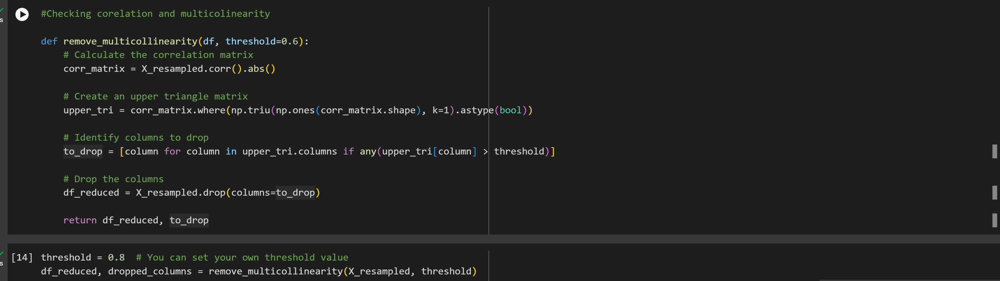 #Checking corelation and multicolinearity
def remove_multicollinearity(df, threshold=0.6):
    # Calculate the correlation matrix
    corr_matrix = X_resampled.corr().abs()
    # Create an upper triangle matrix
    upper_tri = corr_matrix.where(np.triu(np.ones(corr_matrix.shape), k=1).astype(bool))
    # Identify columns to drop
    to_drop = [column for column in upper_tri.columns if any(upper_tri[column] > threshold)]
    # Drop the columns
    df_reduced = X_resampled.drop(columns=to_drop)
    return df_reduced, to_drop
[14] threshold = 0.8  # You can set your own threshold value
df_reduced, dropped_columns = remove_multicollinearity(X_resampled, threshold)